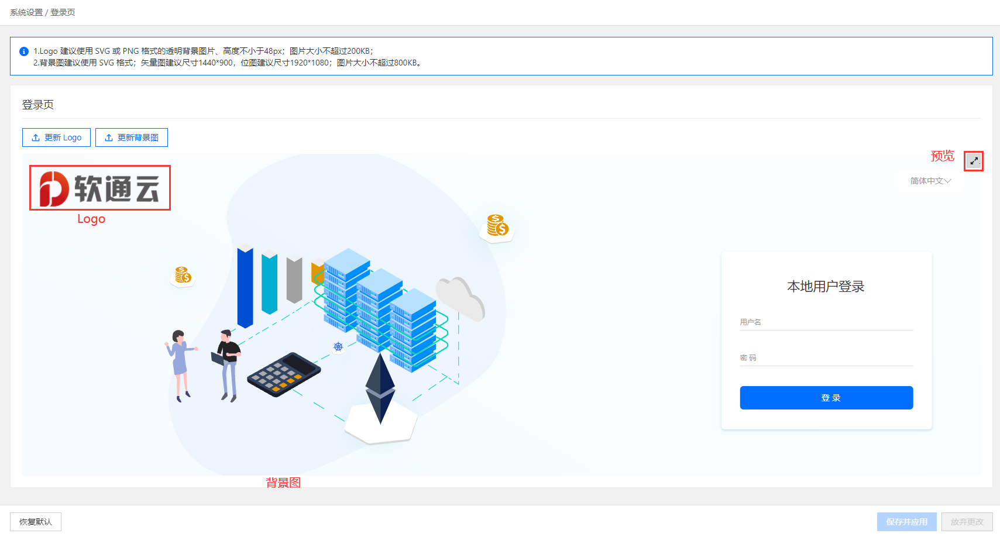 系统设置 / 登录页
1.Logo 建议使用 SVG 或 PNG 格式的透明背景图片、高度不小于48px；图片大小不超过200KB；
2.背景图建议使用 SVG 格式；矢量图建议尺寸1440*900，位图建议尺寸1920*1080；图片大小不超过800KB。
登录页
更新 Logo
更新背景图
预览
软通云
Logo
简体中文
本地用户登录
用户名
密 码
登 录
背景图
恢复默认
保存并应用
放弃更改